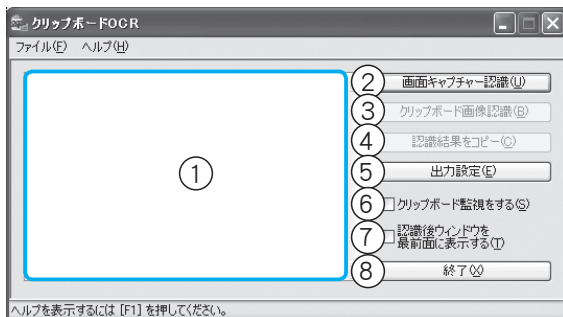 クリップボードOCR
ファイル(F) ヘルプ(H)
①
② 画面キャプチャー認識(U)
③ クリップボード画像認識(B)
④ 認識結果をコピー(C)
⑤ 出力設定(E)
⑥ クリップボード監視をする(S)
⑦ 認識後ウィンドウを
最前面に表示する(T)
⑧ 終了(X)
ヘルプを表示するには [F1] を押してください。